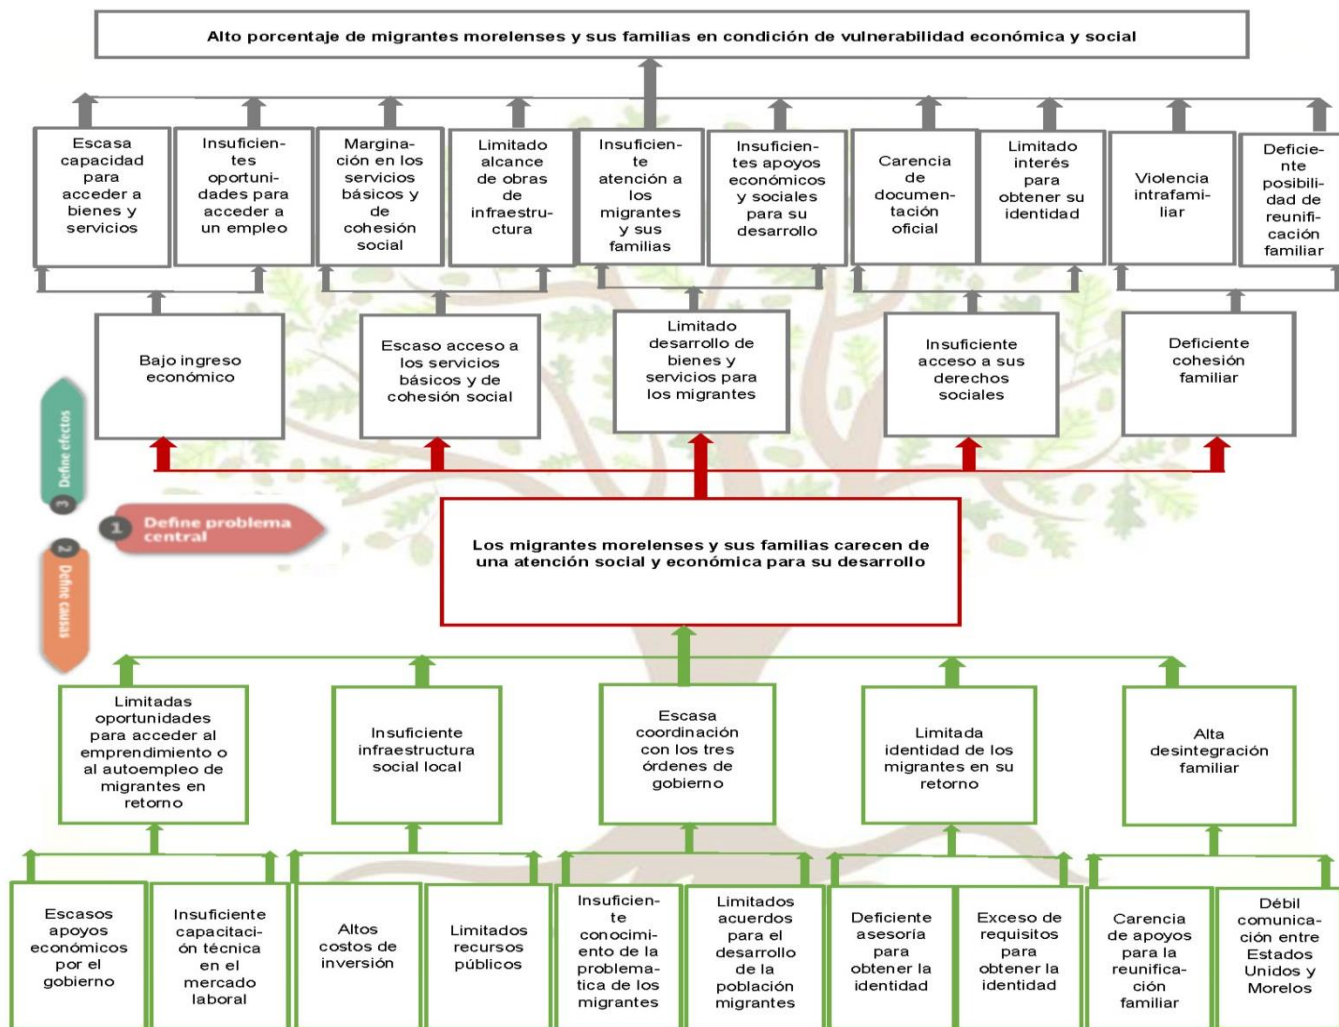 Alto porcentaje de migrantes morelenses y sus familias en condición de vulnerabilidad económica y social
Escasa
capacidad
para
acceder a
bienes y
servicios
Insuficien-
tes
oportuni-
dades para
acceder a
un empleo
Margina-
ción en los
servicios
básicos y
de
cohesión
social
Limitado
alcance
de obras
de
infraestru-
ctura
Insuficie-
nte
atención a
los
migrantes
y sus
familias
Insuficien-
tes apoyos
económicos
y sociales
para su
desarrollo
Carencia
de
documen-
tación
oficial
Limitado
interés
para
obtener su
identidad
Violencia
intrafami-
liar
Deficie-
nte
posibili-
dad de
reunifi-
cación
familiar
Bajo ingreso
económico
Escaso acceso a
los servicios
básicos y de
cohesión social
Limitado
desarrollo de
bienes y
servicios para
los migrantes
Insuficiente
acceso a sus
derechos
sociales
Deficiente
cohesión
familiar
3 Define efectos
1 Define problema
central
2 Define causas
Los migrantes morelenses y sus familias carecen de
una atención social y económica para su desarrollo
Limitadas
oportunidades
para acceder al
emprendimiento o
al autoempleo de
migrantes en
retorno
Insuficiente
infraestructura
social local
Escasa
coordinación
con los tres
órdenes de
gobierno
Limitada
identidad de los
migrantes en su
retorno
Alta
desintegración
familiar
Escasos
apoyos
económicos
por el
gobierno
Insuficiente
capacitaci-
ón técnica
en el
mercado
laboral
Altos
costos de
inversión
Limitados
recursos
públicos
Insuficien-
te
conocimi-
ento de la
problema-
tica de los
migrantes
Limitados
acuerdos
para el
desarrollo
de la
población
migrantes
Deficiente
asesoría
para
obtener la
identidad
Exceso de
requisitos
para
obtener la
identidad
Carencia
de apoyos
para la
reunifica-
ción
familiar
Débil
comunica-
ción entre
Estados
Unidos y
Morelos